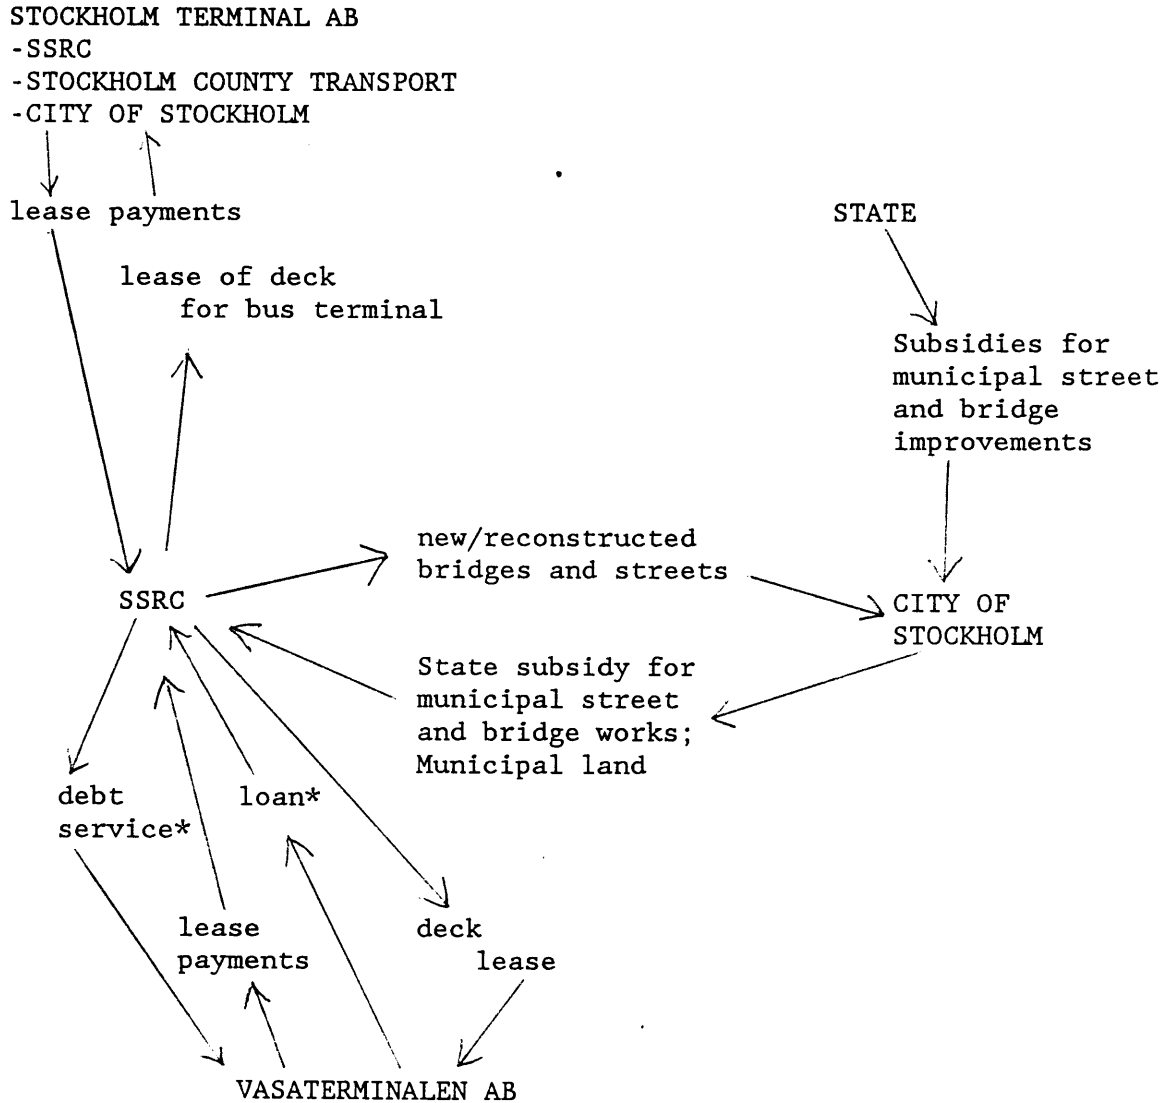 STOCKHOLM TERMINAL AB
-SSRC
-STOCKHOLM COUNTY TRANSPORT
-CITY OF STOCKHOLM
lease payments
STATE
lease of deck
for bus terminal
Subsidies for
municipal street
and bridge
improvements
new/reconstructed
bridges and streets
SSRC
CITY OF
STOCKHOLM
State subsidy for
municipal street
and bridge works;
Municipal land
debt
service*
loan*
lease
payments
deck
lease
VASATERMINALEN AB